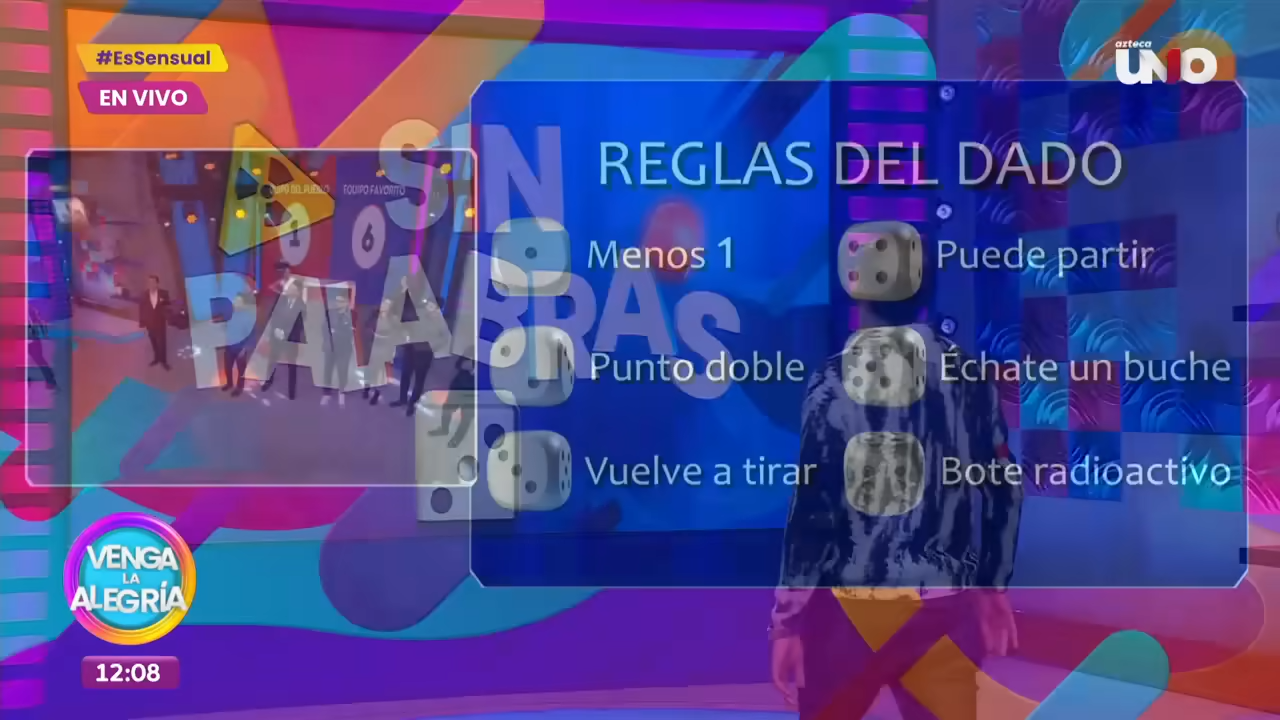 #EsSensual
EN VIVO
azteca
UNO
SIN
PALABRAS
EQUIPO FAVORITO
1
6
REGLAS DEL DADO
Menos 1
Puede partir
Punto doble
Échate un buche
Vuelve a tirar
Bote radioactivo
VENGA
LA
ALEGRÍA
12:08